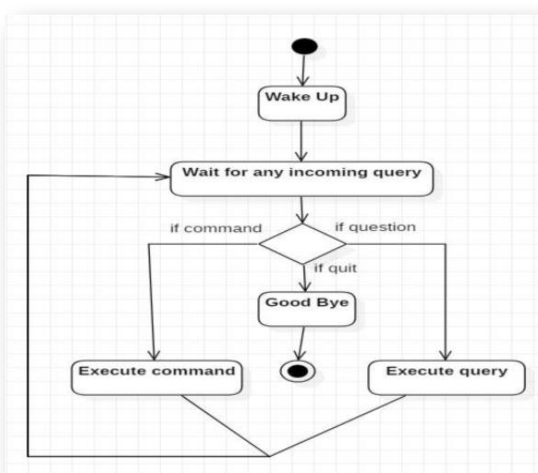 Wake Up
Wait for any incoming query
if command
if question
if quit
Good Bye
Execute command
Execute query